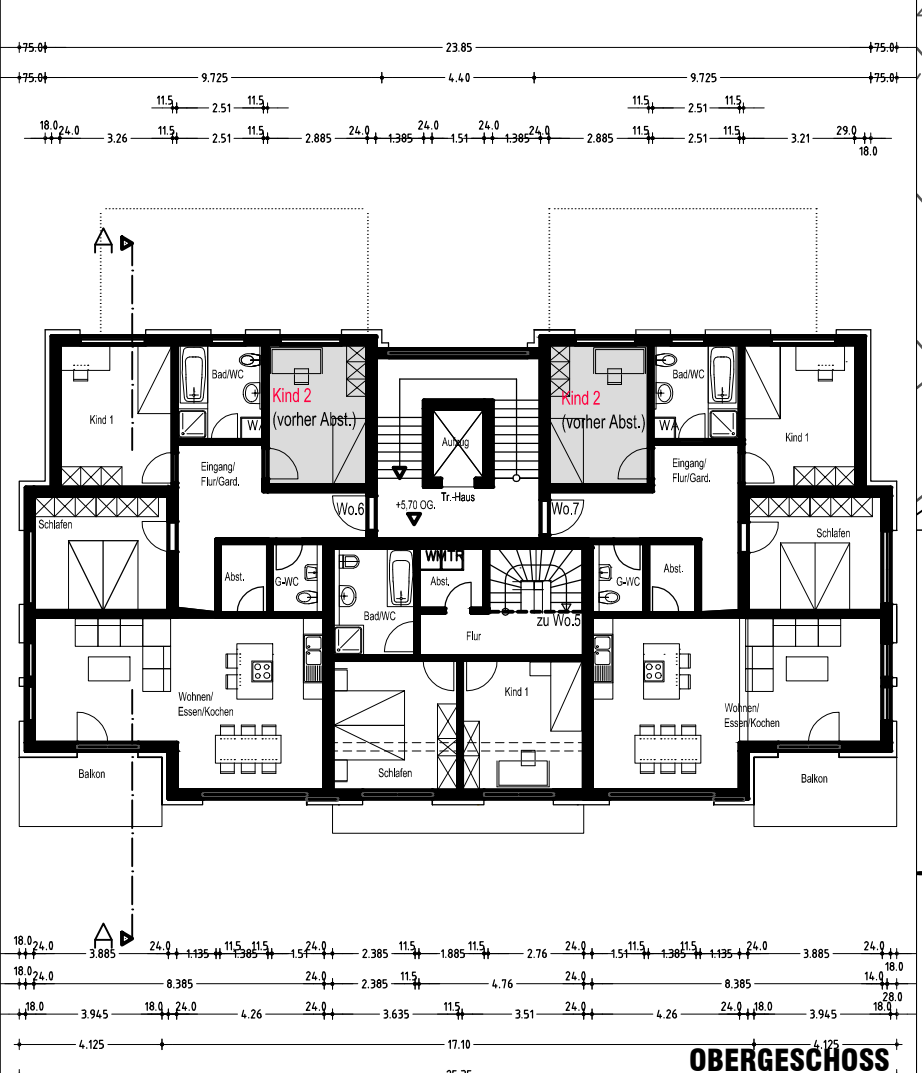 75.0 23.85 75.0
75.0 9.725 4.40 9.725 75.0
11.5 2.51 11.5 11.5 2.51 11.5
18.0 24.0 3.26 11.5 2.51 11.5 2.885 24.0 1.385 24.0 1.51 24.0 1.385 24.0 2.885 11.5 2.51 11.5 3.21 29.0
18.0
A
A
Bad/WC
Bad/WC
Kind 2
(vorher Abst.)
Kind 2
(vorher Abst.)
Kind 1
WA
WA
Kind 1
Aufzug
Eingang/
Flur/Gard.
Eingang/
Flur/Gard.
Tr.-Haus
+5,70 OG.
Wo.6
Wo.7
Schlafen
Schlafen
WM TR
Abst.
G-WC
Abst.
G-WC
Abst.
Bad/WC
zu Wo.5
Flur
Wohnen/
Essen/Kochen
Kind 1
Wohnen/
Essen/Kochen
Balkon
Schlafen
Balkon
18.0 24.0 3.885 24.0 1.135 11.5 1.385 11.5 1.51 24.0 2.385 11.5 1.885 11.5 2.76 24.0 1.51 11.5 1.385 11.5 1.135 24.0 3.885 24.0
18.0
18.0 24.0 8.385 24.0 2.385 11.5 4.76 24.0 8.385 14.0
28.0
18.0 3.945 18.0 24.0 4.26 24.0 3.635 11.5 3.51 24.0 4.26 24.0 18.0 3.945 18.0
4.125 17.10 4.125
OBERGESCHOSS